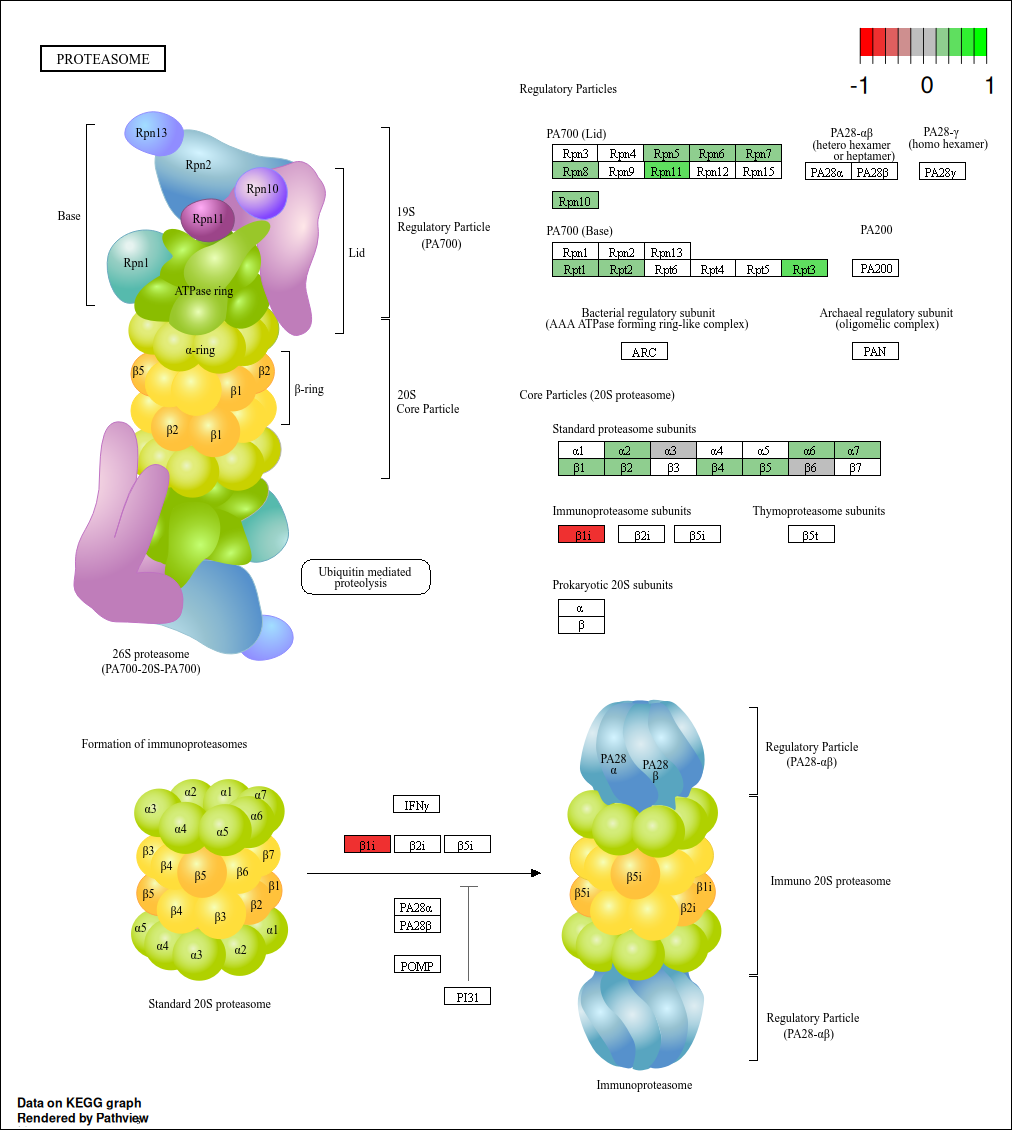 PROTEASOME
-1 0 1
Regulatory Particles
PA700 (Lid)
Rpn3 Rpn4 Rpn5 Rpn6 Rpn7
Rpn8 Rpn9 Rpn11 Rpn12 Rpn15
Rpn10
PA28-αβ
(hetero hexamer
or heptamer)
PA28α PA28β
PA28-γ
(homo hexamer)
PA28γ
PA700 (Base)
Rpn1 Rpn2 Rpn13
Rpt1 Rpt2 Rpt6 Rpt4 Rpt5 Rpt3
PA200
PA200
Bacterial regulatory subunit
(AAA ATPase forming ring-like complex)
ARC
Archaeal regulatory subunit
(oligomelic complex)
PAN
Core Particles (20S proteasome)
Standard proteasome subunits
α1 α2 α3 α4 α5 α6 α7
β1 β2 β3 β4 β5 β6 β7
Immunoproteasome subunits
β1i β2i β5i
Thymoproteasome subunits
β5t
Prokaryotic 20S subunits
α
β
Rpn13
Rpn2
Rpn10
Rpn11
Rpn1
ATPase ring
α-ring
β5
β2
β1
β2
β1
Base
Lid
β-ring
19S
Regulatory Particle
(PA700)
20S
Core Particle
Ubiquitin mediated
proteolysis
26S proteasome
(PA700-20S-PA700)
Formation of immunoproteasomes
α2 α1 α7
α3
α6
α4 α5
β3 β7
β4 β6
β5
β5 β1
β4 β3 β2
α5 α1
α4 α3 α2
Standard 20S proteasome
IFNγ
β1i β2i β5i
PA28α
PA28β
POMP
PI31
PA28
α
PA28
β
β5i
β5i
β1i
β2i
Regulatory Particle
(PA28-αβ)
Immuno 20S proteasome
Regulatory Particle
(PA28-αβ)
Immunoproteasome
Data on KEGG graph
Rendered by Pathview